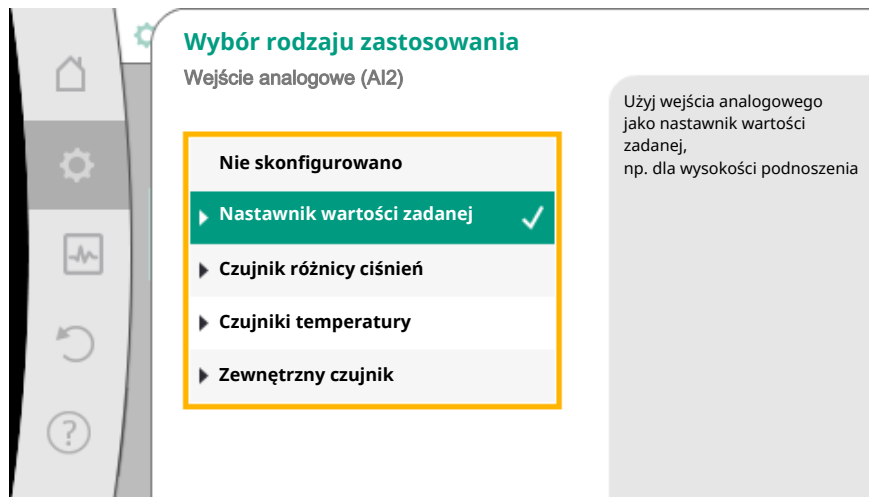 Wybór rodzaju zastosowania
Wejście analogowe (AI2)
Nie skonfigurowano
Nastawnik wartości zadanej
Czujnik różnicy ciśnień
Czujniki temperatury
Zewnętrzny czujnik
Użyj wejścia analogowego
jako nastawnik wartości
zadanej,
np. dla wysokości podnoszenia
?